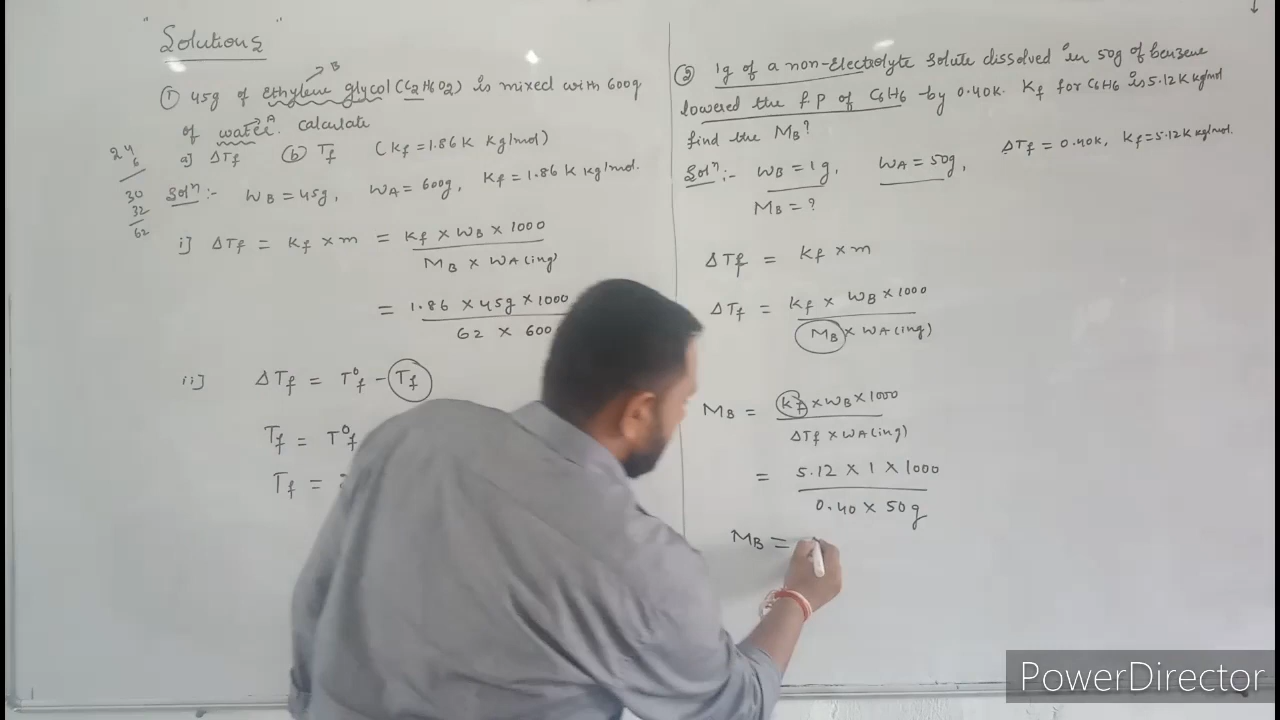 " Solutions "
① 45g of ethylene glycol (C2H6O2) is mixed with 600g
B
of water. calculate
A
a) ΔTf (b) Tf (Kf = 1.86 K Kg/mol)
24
6
30
32
62
Solⁿ :- WB = 45g, WA = 600g, Kf = 1.86 K Kg/mol.
i] ΔTf = Kf × m = Kf × WB × 1000
MB × WA (ing)
= 1.86 × 45g × 1000
62 × 600
ii] ΔTf = T°f - Tf
Tf = T°f
Tf =
② 1g of a non-Electrolyte solute dissolved in 50g of benzene
lowered the f.p of C6H6 by 0.40K. Kf for C6H6 is 5.12 K Kg/mol
find the MB?
Solⁿ :- WB = 1g, WA = 50g, ΔTf = 0.40K, Kf = 5.12 K Kg/mol.
MB = ?
ΔTf = Kf × m
ΔTf = Kf × WB × 1000
MB × WA (ing)
MB = Kf × WB × 1000
ΔTf × WA (ing)
= 5.12 × 1 × 1000
0.40 × 50g
MB =
PowerDirector